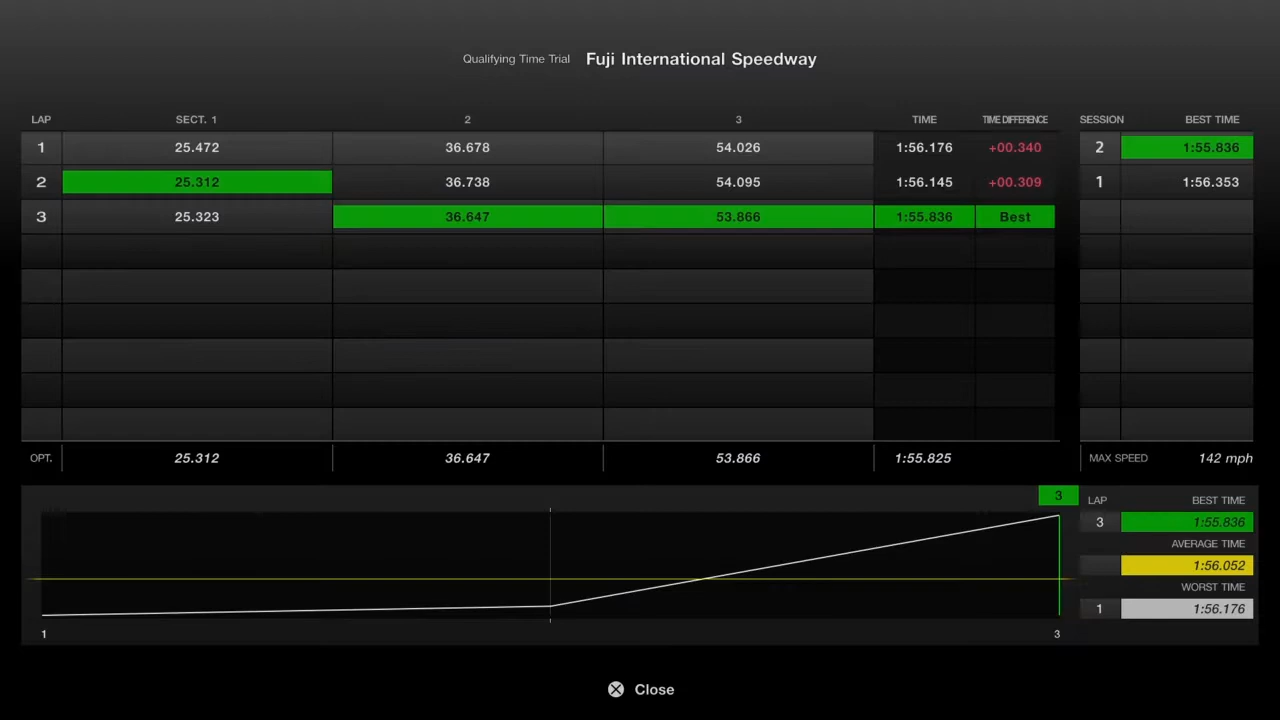 Qualifying Time Trial Fuji International Speedway
LAP SECT. 1 2 3 TIME TIME DIFFERENCE SESSION BEST TIME
1 25.472 36.678 54.026 1:56.176 +00.340 2 1:55.836
2 25.312 36.738 54.095 1:56.145 +00.309 1 1:56.353
3 25.323 36.647 53.866 1:55.836 Best
OPT. 25.312 36.647 53.866 1:55.825 MAX SPEED 142 mph
3 LAP BEST TIME
3 1:55.836
AVERAGE TIME
1:56.052
WORST TIME
1 1:56.176
1 3
Close